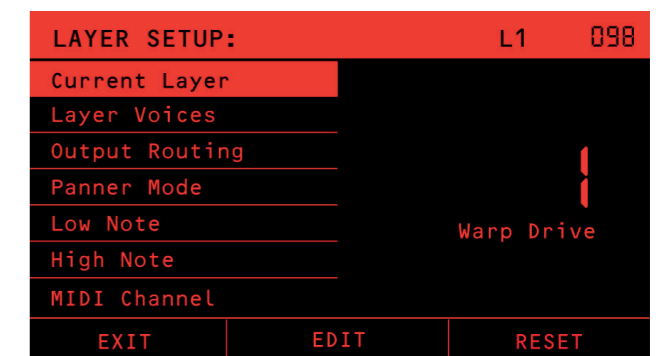 LAYER SETUP: L1 098
Current Layer
Layer Voices
Output Routing
Panner Mode
Low Note
High Note
MIDI Channel
1
Warp Drive
EXIT EDIT RESET